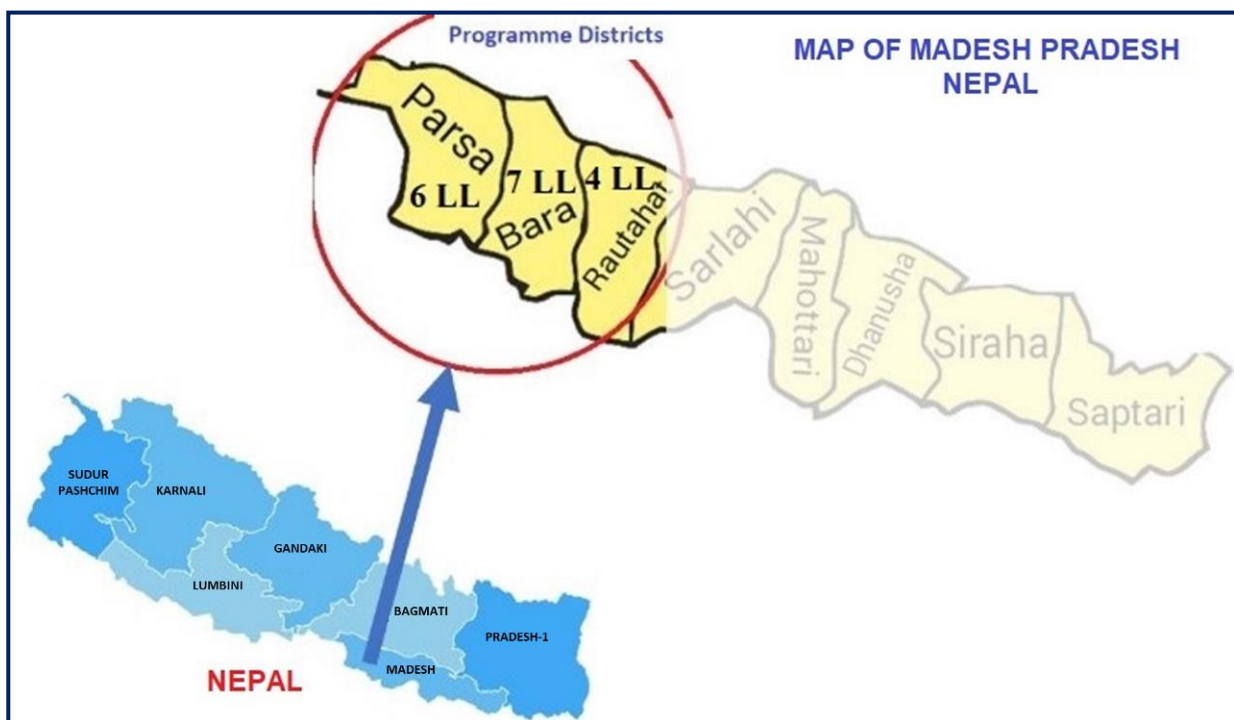 Programme Districts
MAP OF MADESH PRADESH
NEPAL
Parsa
6 LL
7 LL
Bara
4 LL
Rautahat
Sarlahi
Mahottari
Dhanusha
Siraha
Saptari
SUDUR
PASHCHIM
KARNALI
GANDAKI
LUMBINI
BAGMATI
PRADESH-1
MADESH
NEPAL